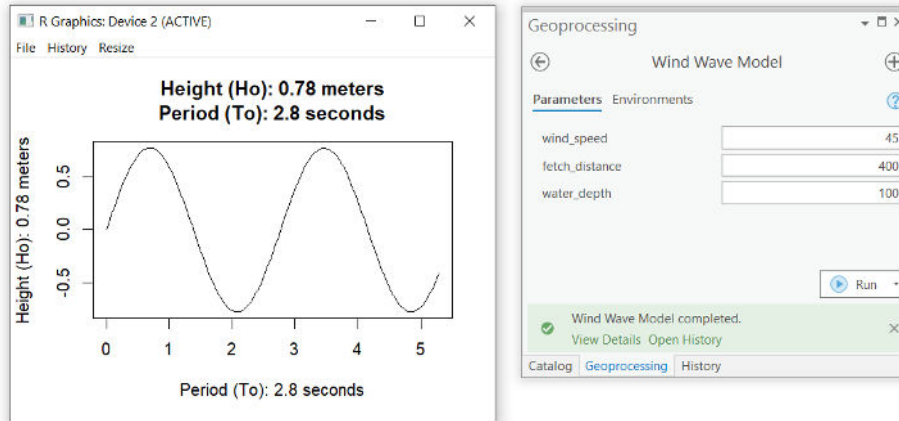 R Graphics: Device 2 (ACTIVE)
File History Resize
Height (Ho): 0.78 meters
Period (To): 2.8 seconds
Height (Ho): 0.78 meters
0.5
0.0
-0.5
0 1 2 3 4 5
Period (To): 2.8 seconds
Geoprocessing
Wind Wave Model
Parameters Environments
wind_speed 45
fetch_distance 400
water_depth 100
Run
Wind Wave Model completed.
View Details Open History
Catalog Geoprocessing History